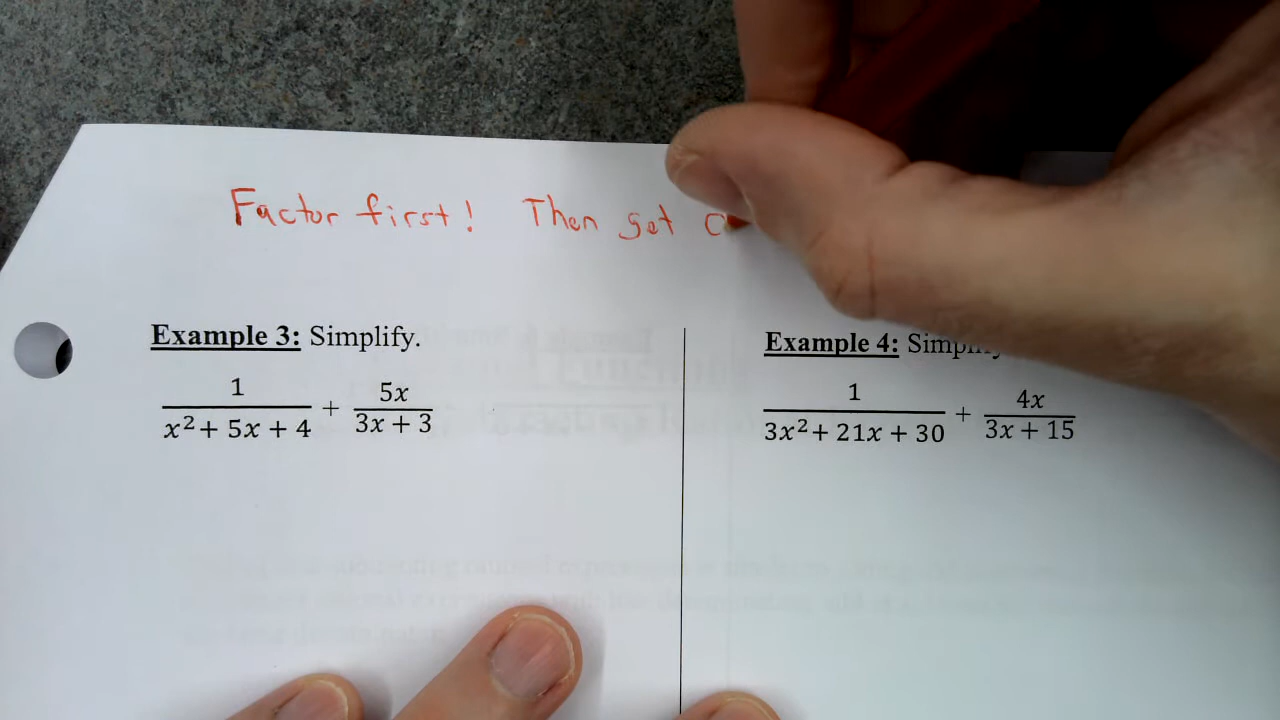 Factor first! Then get
Example 3: Simplify.
1/(x²+ 5x + 4) + 5x/(3x + 3)
Example 4:
1/(3x²+ 21x + 30) + 4x/(3x + 15)